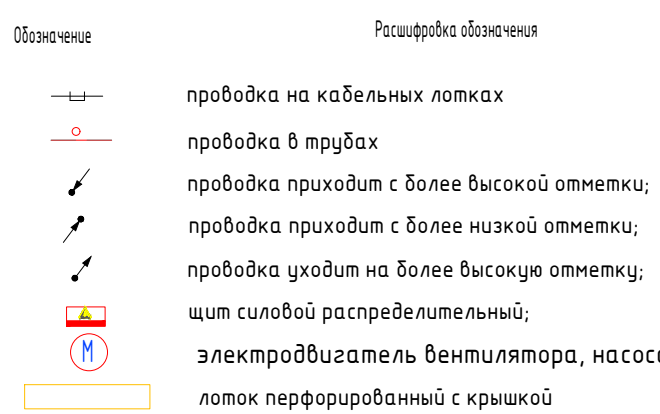 Обозначение Расшифровка обозначения
проводка на кабельных лотках
проводка в трубах
проводка приходит с более высокой отметки;
проводка приходит с более низкой отметки;
проводка уходит на более высокую отметку;
щит силовой распределительный;
М электродвигатель вентилятора, насоса
лоток перфорированный с крышкой